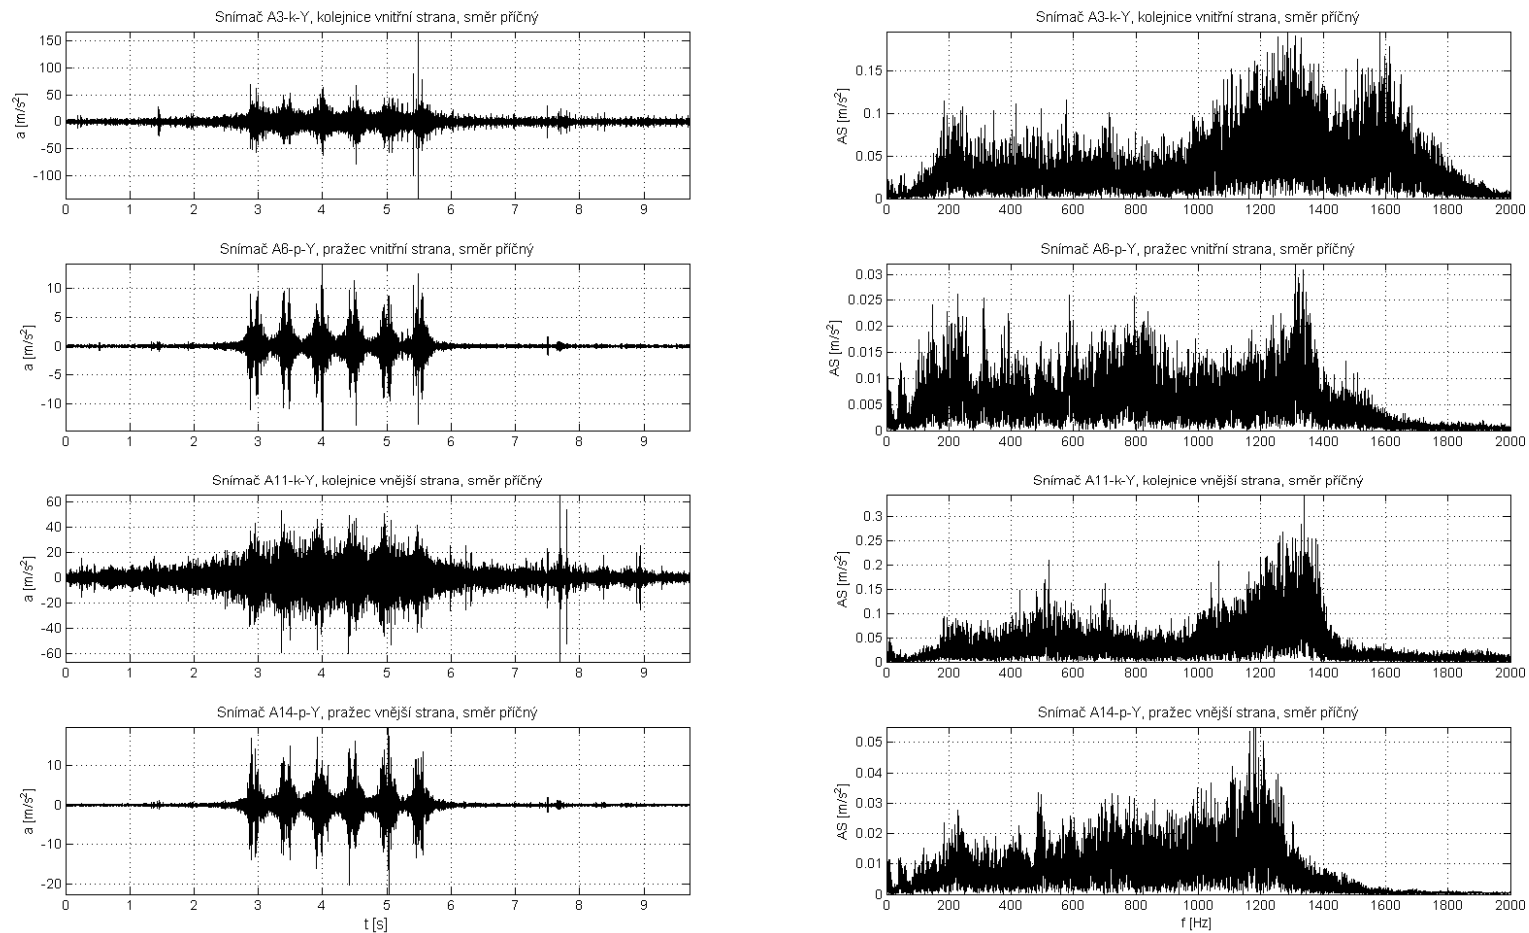 Snímač A3-k-Y, kolejnice vnitřní strana, směr příčný
a [m/s²]
150
100
50
0
-50
-100
0 1 2 3 4 5 6 7 8 9
Snímač A3-k-Y, kolejnice vnitřní strana, směr příčný
AS [m/s²]
0.15
0.1
0.05
0
0 200 400 600 800 1000 1200 1400 1600 1800 2000
Snímač A6-p-Y, pražec vnitřní strana, směr příčný
a [m/s²]
10
5
0
-5
-10
0 1 2 3 4 5 6 7 8 9
Snímač A6-p-Y, pražec vnitřní strana, směr příčný
AS [m/s²]
0.03
0.025
0.02
0.015
0.01
0.005
0
0 200 400 600 800 1000 1200 1400 1600 1800 2000
Snímač A11-k-Y, kolejnice vnější strana, směr příčný
a [m/s²]
60
40
20
0
-20
-40
-60
0 1 2 3 4 5 6 7 8 9
Snímač A11-k-Y, kolejnice vnější strana, směr příčný
AS [m/s²]
0.3
0.25
0.2
0.15
0.1
0.05
0
0 200 400 600 800 1000 1200 1400 1600 1800 2000
Snímač A14-p-Y, pražec vnější strana, směr příčný
a [m/s²]
10
0
-10
-20
0 1 2 3 4 5 6 7 8 9
t [s]
Snímač A14-p-Y, pražec vnější strana, směr příčný
AS [m/s²]
0.05
0.04
0.03
0.02
0.01
0
0 200 400 600 800 1000 1200 1400 1600 1800 2000
f [Hz]